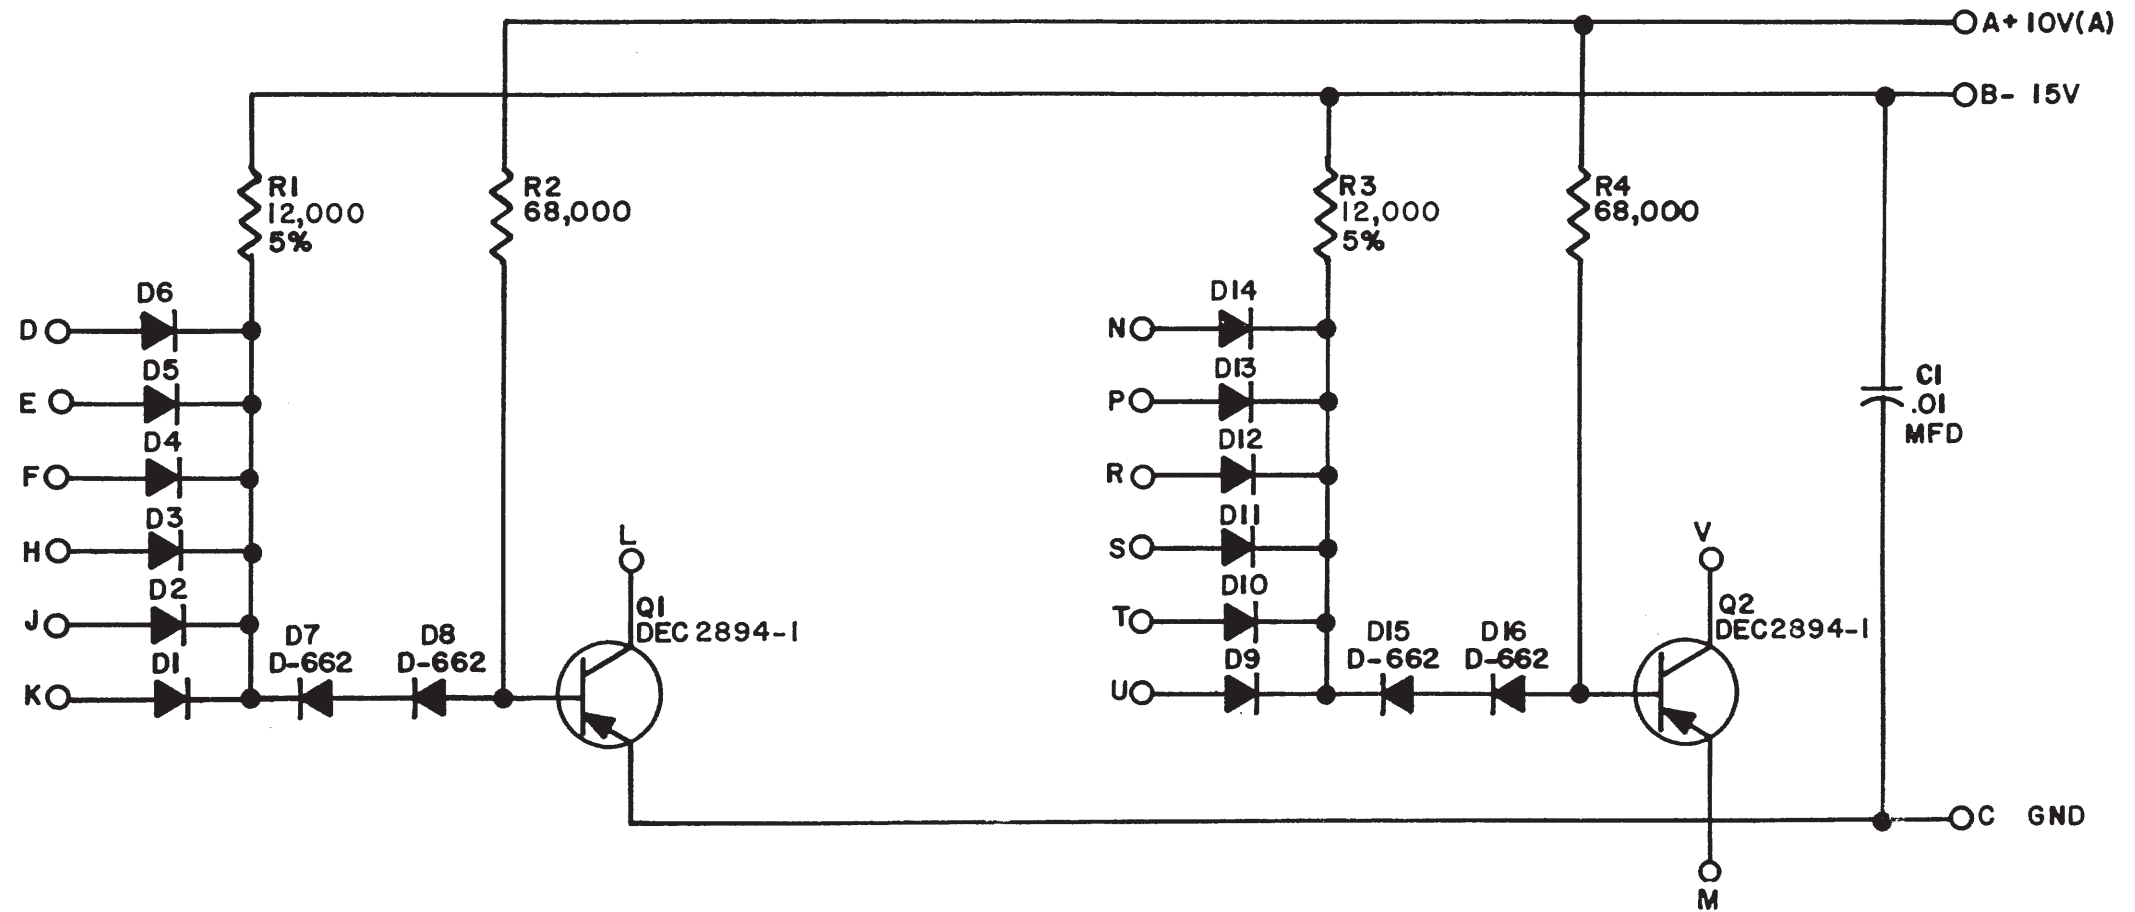 A+ 10V(A)
B- 15V
R1
12,000
5%
R2
68,000
R3
12,000
5%
R4
68,000
D6
D
D5
E
D4
F
D3
H
D2
J
D1
K
D7
D-662
D8
D-662
L
Q1
DEC2894-1
D14
N
D13
P
D12
R
D11
S
D10
T
D9
U
D15
D-662
D16
D-662
V
Q2
DEC2894-1
C1
.01
MFD
C GND
M